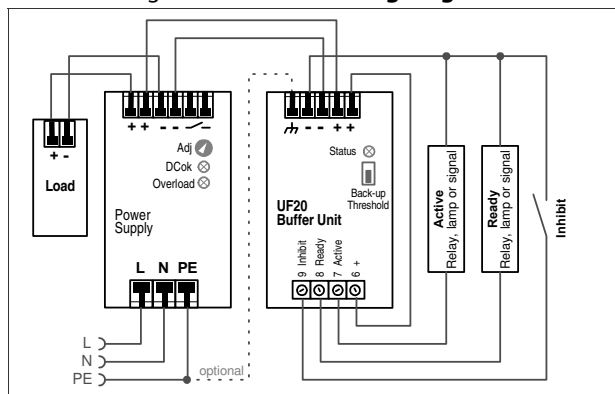 + + - -
- - + +
+ -
Load
Adj
DCok
Overload
Power
Supply
L N PE
Status
Back-up
Threshold
UF20
Buffer Unit
9 Inhibit
8 Ready
7 Active
6 +
Active
Relay, lamp or signal
Ready
Relay, lamp or signal
Inhibit
L
N
PE
optional